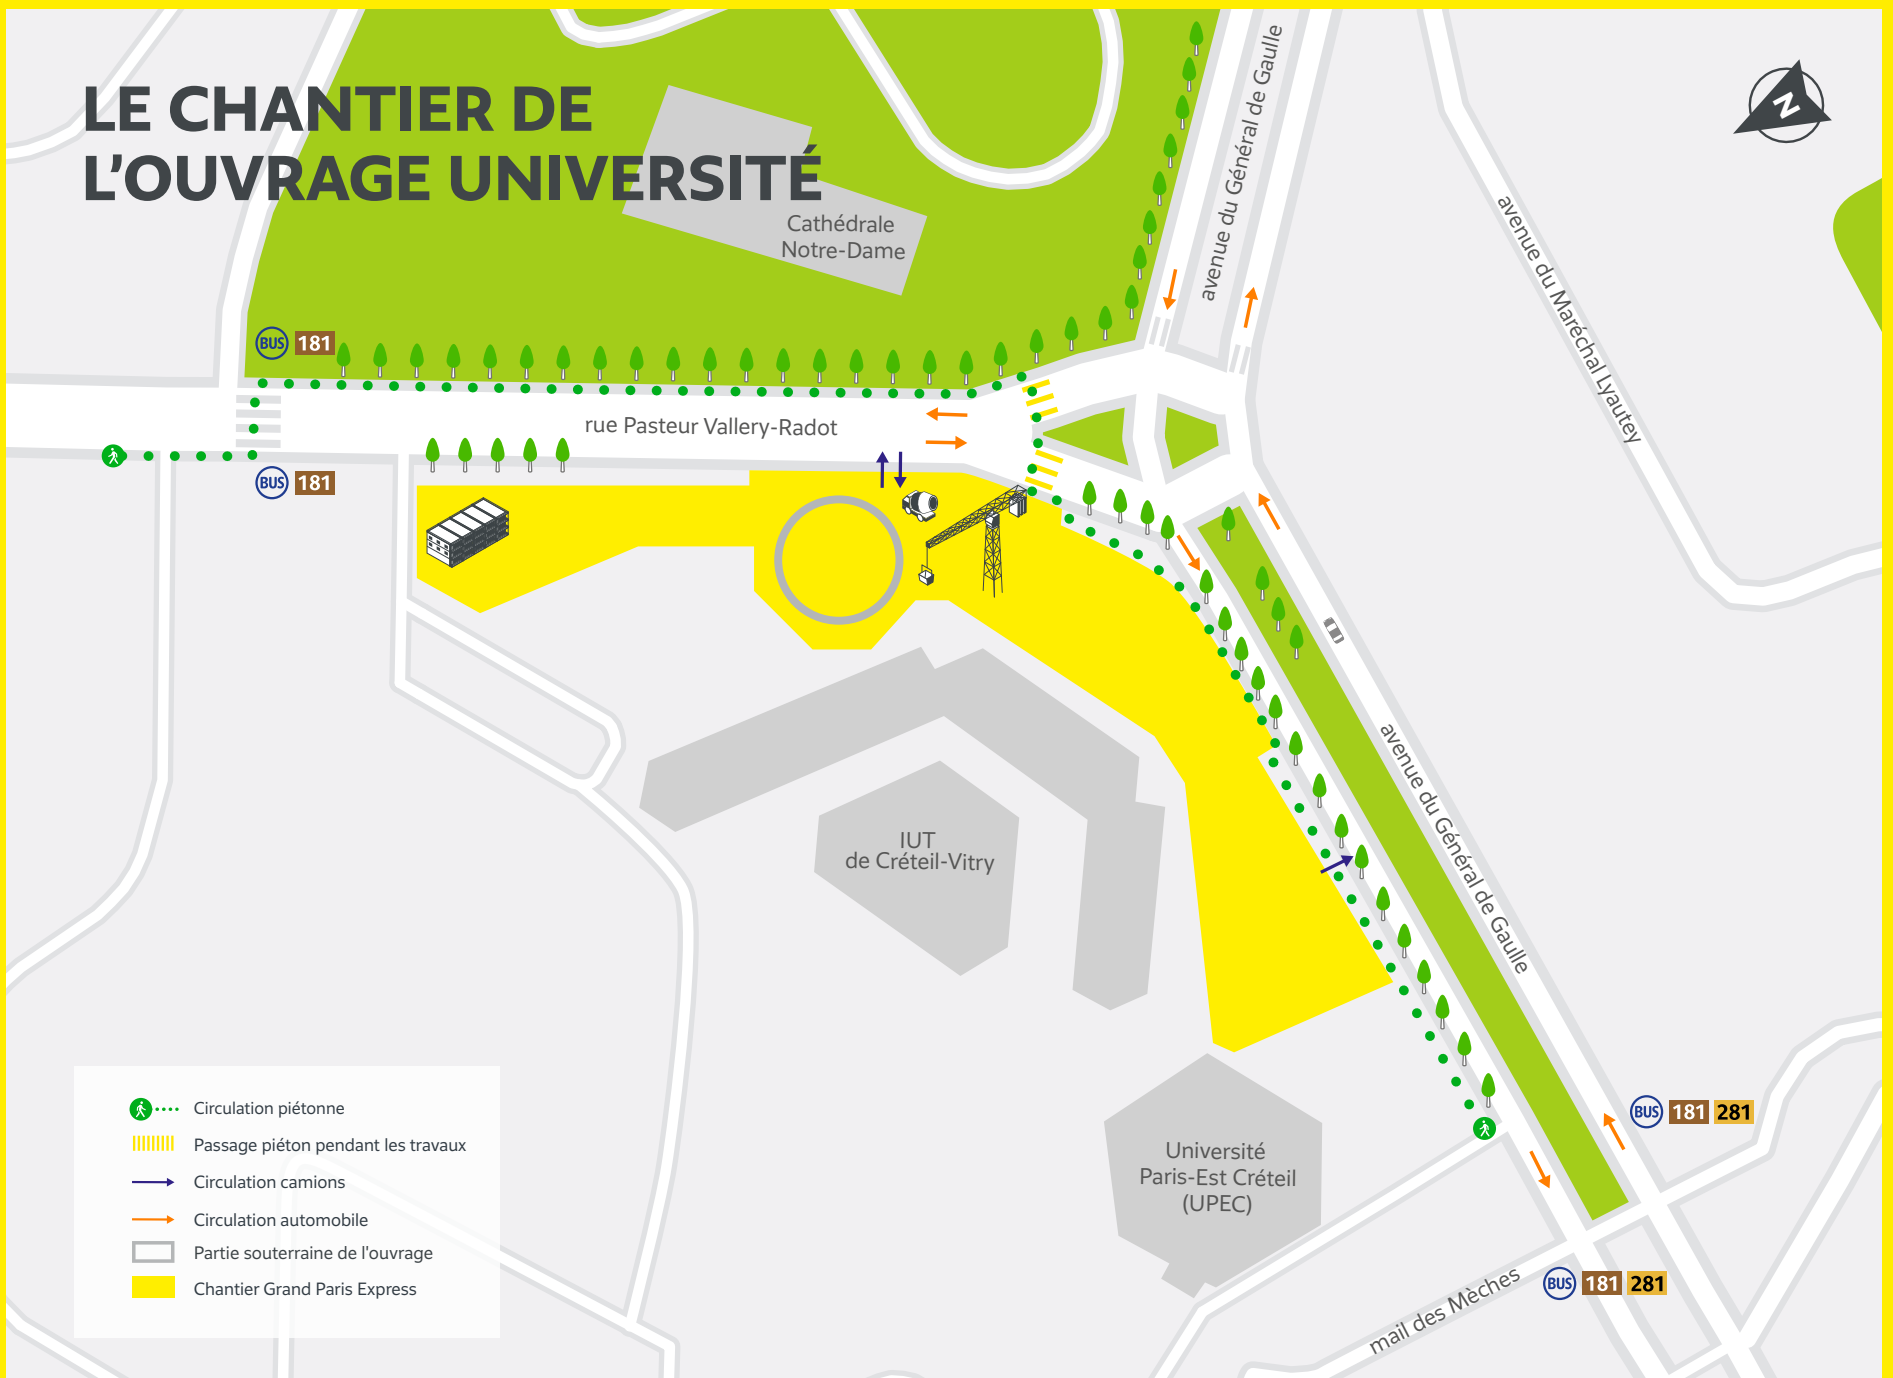 LE CHANTIER DE
L'OUVRAGE UNIVERSITÉ
Cathédrale
Notre-Dame
avenue du Général de Gaulle
N
avenue du Maréchal Lyautey
BUS 181
rue Pasteur Vallery-Radot
BUS 181
avenue du Général de Gaulle
IUT
de Créteil-Vitry
Université
Paris-Est Créteil
(UPEC)
BUS 181 281
BUS 181 281
mail des Mèches
Circulation piétonne
Passage piéton pendant les travaux
Circulation camions
Circulation automobile
Partie souterraine de l'ouvrage
Chantier Grand Paris Express